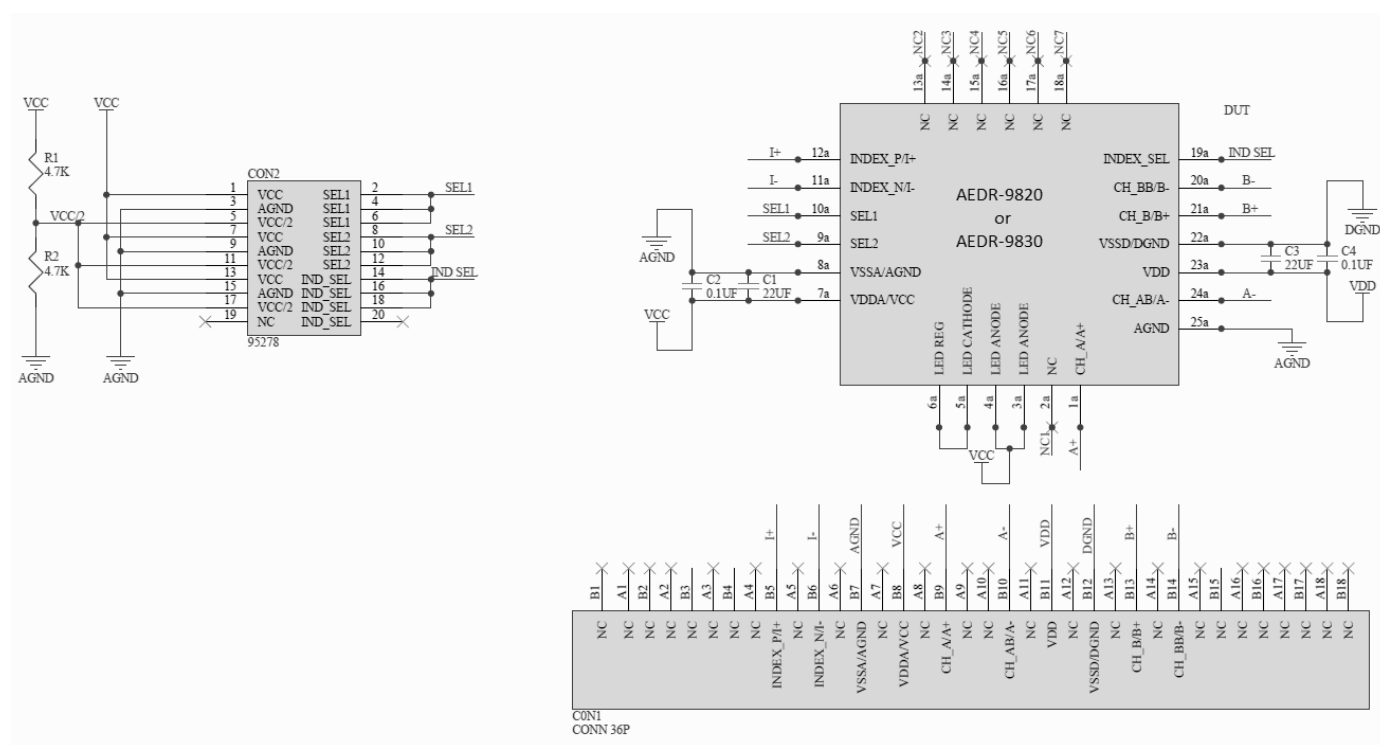 VCC
VCC
R1
4.7K
VCC/2
R2
4.7K
AGND
AGND
CON2
1 VCC SEL1 2
3 AGND SEL1 4
5 VCC/2 SEL1 6
7 VCC SEL2 8
9 AGND SEL2 10
11 VCC/2 SEL2 12
13 VCC IND_SEL 14
15 AGND IND_SEL 16
17 VCC/2 IND_SEL 18
19 NC IND_SEL 20
95278
SEL1
SEL2
IND SEL
NC2 NC3 NC4 NC5 NC6 NC7
13a 14a 15a 16a 17a 18a
NC NC NC NC NC NC
DUT
AEDR-9820
or
AEDR-9830
I+ 12a INDEX_P/I+
I- 11a INDEX_N/I-
SEL1 10a SEL1
SEL2 9a SEL2
8a VSSA/AGND
7a VDDA/VCC
AGND
C2
0.1UF
C1
22UF
VCC
INDEX_SEL 19a IND SEL
CH_BB/B- 20a B-
CH_B/B+ 21a B+
VSSD/DGND 22a
VDD 23a
CH_AB/A- 24a A-
AGND 25a
DGND
C3
22UF
C4
0.1UF
VDD
AGND
LED REG LED CATHODE LED ANODE LED ANODE NC CH_A/A+
6a 5a 4a 3a 2a 1a
VCC
NC1
A+
I+ I- AGND VCC A+ A- VDD DGND B+ B-
B1 A1 B2 A2 B3 A3 B4 A4 B5 A5 B6 A6 B7 A7 B8 A8 B9 A9 A10 B10 A11 B11 A12 B12 A13 B13 A14 B14 A15 B15 A16 B16 A17 B17 A18 B18
NC NC NC NC NC NC NC NC INDEX_P/I+ NC INDEX_N/I- NC VSSA/AGND NC VDDA/VCC NC CH_A/A+ NC NC CH_AB/A- NC VDD NC VSSD/DGND NC CH_B/B+ NC CH_BB/B- NC NC NC NC NC NC NC NC
C0N1
CONN 36P